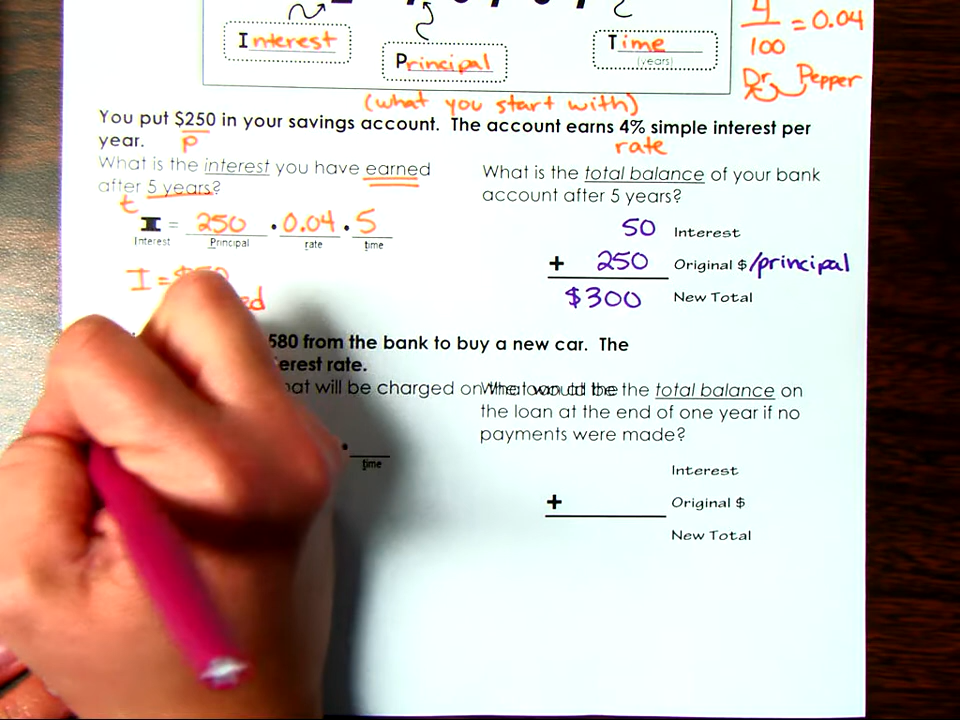 4
100 = 0.04
Interest
Principal
Time
(years)
Dr. Pepper
(what you start with)
You put $250 in your savings account. The account earns 4% simple interest per
year.
p
rate
What is the interest you have earned
after 5 years?
t
I = 250 · 0.04 · 5
Interest Principal rate time
I =
ed
What is the total balance of your bank
account after 5 years?
50 Interest
+ 250 Original $/principal
$300 New Total
580 from the bank to buy a new car. The
erest rate.
hat will be charged on
time
the total balance on
the loan at the end of one year if no
payments were made?
Interest
+ Original $
New Total